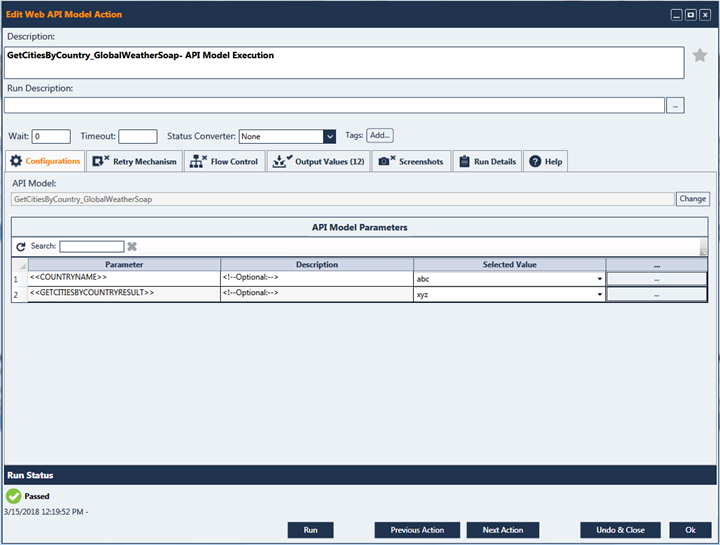 Edit Web API Model Action
Description:
GetCitiesByCountry_GlobalWeatherSoap- API Model Execution
Run Description:
...
Wait: 0 Timeout: Status Converter: None Tags: Add...
Configurations Retry Mechanism Flow Control Output Values (12) Screenshots Run Details Help
API Model:
GetCitiesByCountry_GlobalWeatherSoap Change
API Model Parameters
Search:
Parameter Description Selected Value ...
1 <<COUNTRYNAME>> <!--Optional:--> abc ...
2 <<GETCITIESBYCOUNTRYRESULT>> <!--Optional:--> xyz ...
Run Status
Passed
3/15/2018 12:19:52 PM -
Run Previous Action Next Action Undo & Close Ok